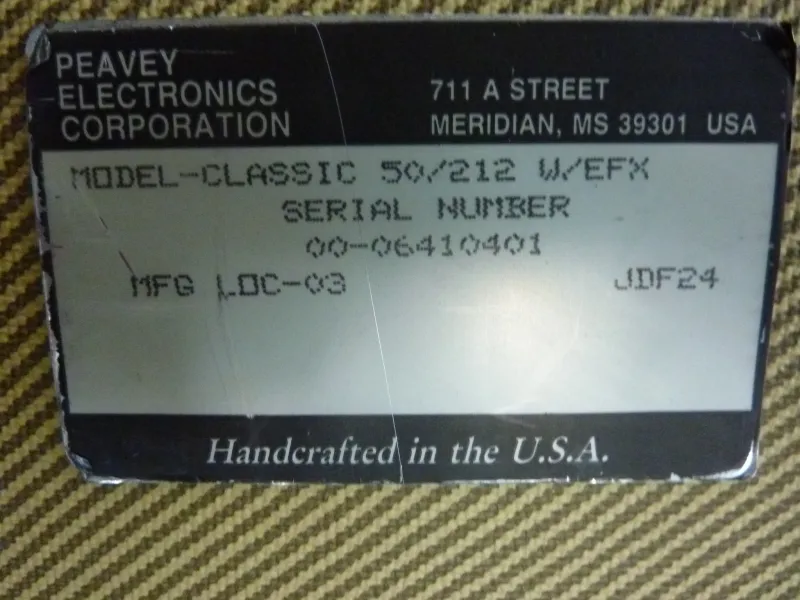 PEAVEY
ELECTRONICS
CORPORATION
711 A STREET
MERIDIAN, MS 39301 USA
MODEL-CLASSIC 50/212 W/EFX
SERIAL NUMBER
00-06410401
MFG LOC-03 JDF24
Handcrafted in the U.S.A.